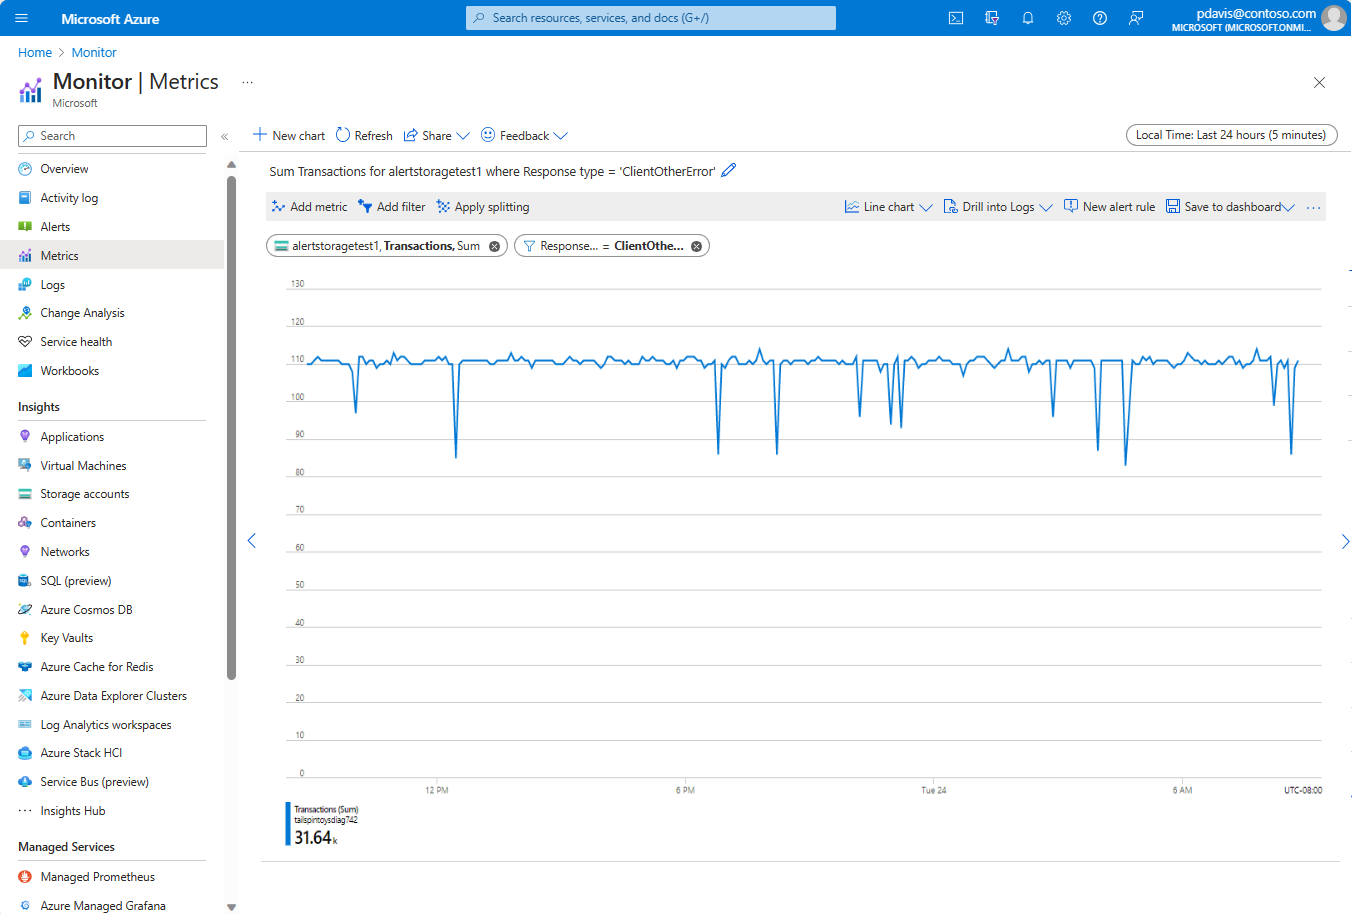 Microsoft Azure
Search resources, services, and docs (G+/)
pdavis@contoso.com
MICROSOFT (MICROSOFT.ONMI...
Home > Monitor
Monitor | Metrics ...
Microsoft
Search
Overview
Activity log
Alerts
Metrics
Logs
Change Analysis
Service health
Workbooks
Insights
Applications
Virtual Machines
Storage accounts
Containers
Networks
SQL (preview)
Azure Cosmos DB
Key Vaults
Azure Cache for Redis
Azure Data Explorer Clusters
Log Analytics workspaces
Azure Stack HCI
Service Bus (preview)
Insights Hub
Managed Services
Managed Prometheus
Azure Managed Grafana
New chart Refresh Share Feedback
Local Time: Last 24 hours (5 minutes)
Sum Transactions for alertstoragetest1 where Response type = 'ClientOtherError'
Add metric Add filter Apply splitting Line chart Drill into Logs New alert rule Save to dashboard ...
alertstoragetest1, Transactions, Sum Response... = ClientOthe...
130
120
110
100
90
80
70
60
50
40
30
20
10
0
12 PM 6 PM Tue 24 6 AM UTC-08:00
Transactions (Sum)
tailspintoysdiag742
31.64 k